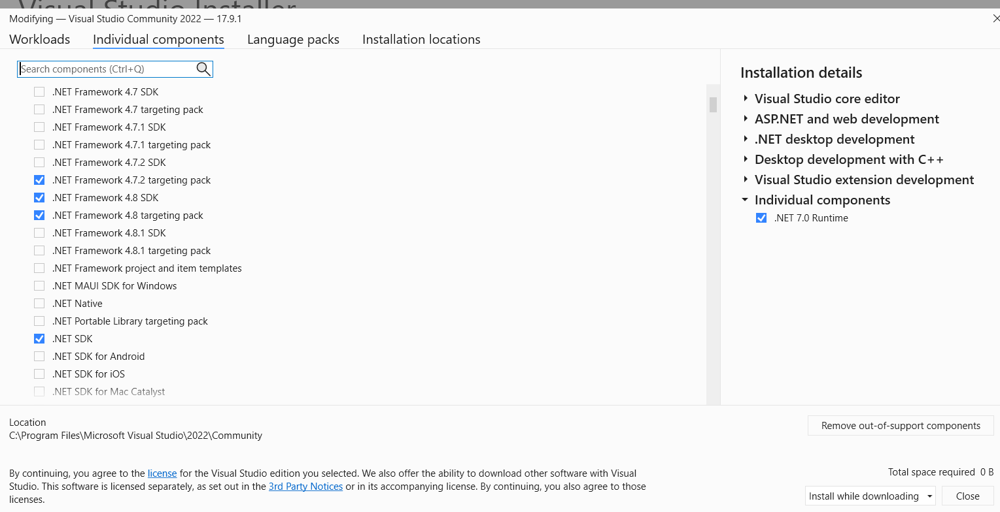 Visual Studio Installer
Modifying — Visual Studio Community 2022 — 17.9.1
Workloads
Individual components
Language packs
Installation locations
Search components (Ctrl+Q)
.NET Framework 4.7 SDK
.NET Framework 4.7 targeting pack
.NET Framework 4.7.1 SDK
.NET Framework 4.7.1 targeting pack
.NET Framework 4.7.2 SDK
.NET Framework 4.7.2 targeting pack
.NET Framework 4.8 SDK
.NET Framework 4.8 targeting pack
.NET Framework 4.8.1 SDK
.NET Framework 4.8.1 targeting pack
.NET Framework project and item templates
.NET MAUI SDK for Windows
.NET Native
.NET Portable Library targeting pack
.NET SDK
.NET SDK for Android
.NET SDK for iOS
.NET SDK for Mac Catalyst
Installation details
Visual Studio core editor
ASP.NET and web development
.NET desktop development
Desktop development with C++
Visual Studio extension development
Individual components
.NET 7.0 Runtime
Location
C:\Program Files\Microsoft Visual Studio\2022\Community
Remove out-of-support components
By continuing, you agree to the license for the Visual Studio edition you selected. We also offer the ability to download other software with Visual
Studio. This software is licensed separately, as set out in the 3rd Party Notices or in its accompanying license. By continuing, you also agree to those
licenses.
Total space required 0 B
Install while downloading
Close